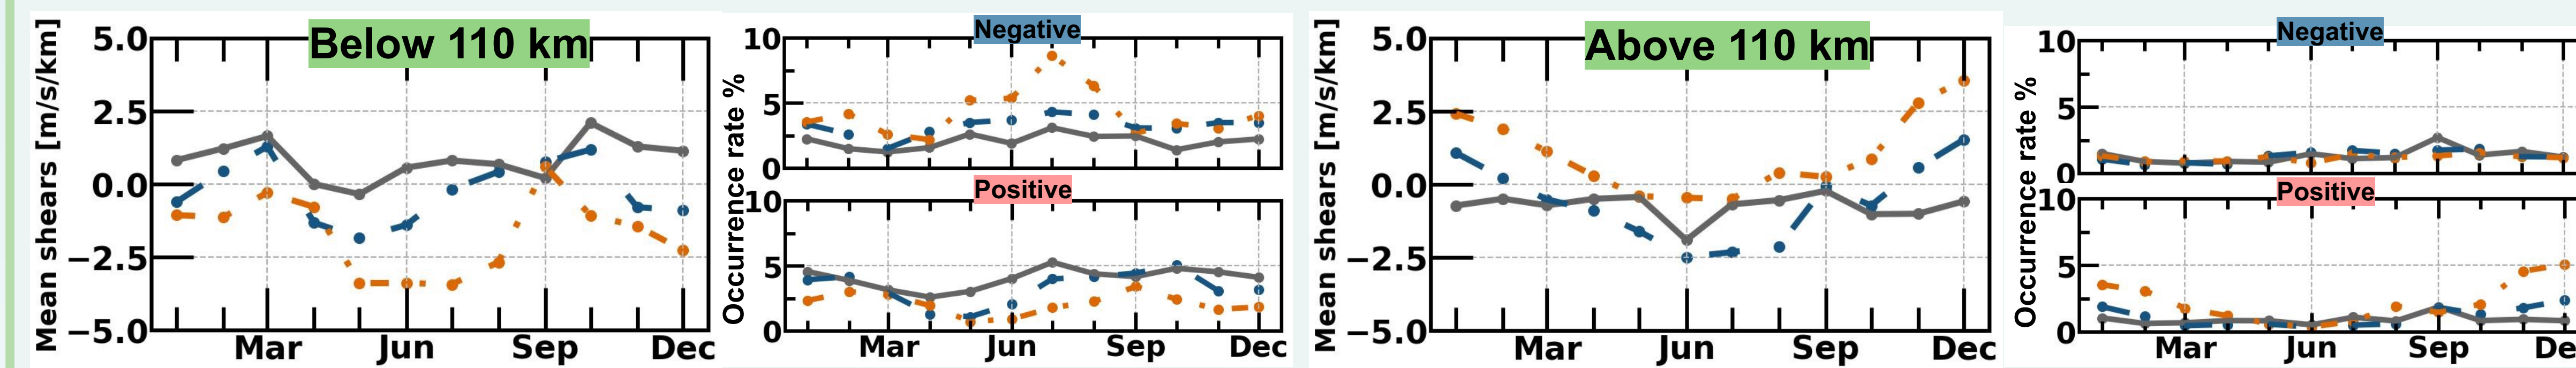 Below 110 km
Mean shears [m/s/km]
5.0
2.5
0.0
−2.5
−5.0
Mar Jun Sep Dec
Negative
Positive
Occurrence rate %
10
5
0
10
5
0
Mar Jun Sep Dec
Above 110 km
Mean shears [m/s/km]
5.0
2.5
0.0
−2.5
−5.0
Mar Jun Sep Dec
Negative
Positive
Occurrence rate %
10
5
0
10
5
0
Mar Jun Sep De